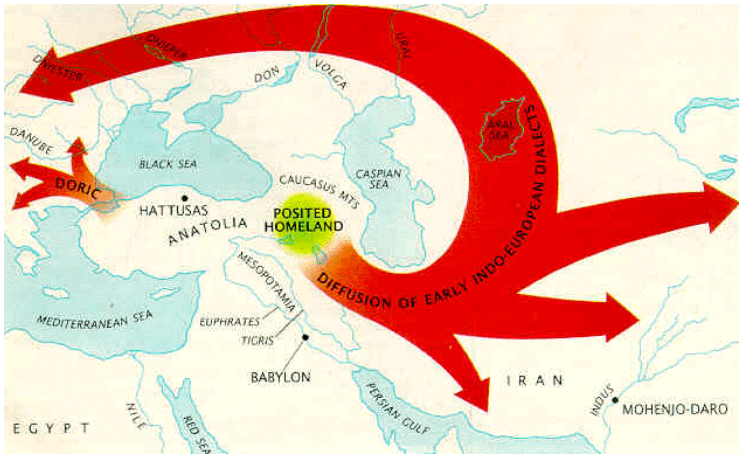 DNIESTER
DNIEPER
DON
VOLGA
URAL
DANUBE
BLACK SEA
CASPIAN
SEA
ARAL
SEA
DORIC
HATTUSAS
ANATOLIA
CAUCASUS MTS
POSITED
HOMELAND
DIFFUSION OF EARLY INDO-EUROPEAN DIALECTS
MESOPOTAMIA
MEDITERRANEAN SEA
EUPHRATES
TIGRIS
BABYLON
IRAN
INDUS
MOHENJO-DARO
PERSIAN GULF
EGYPT
NILE
RED SEA